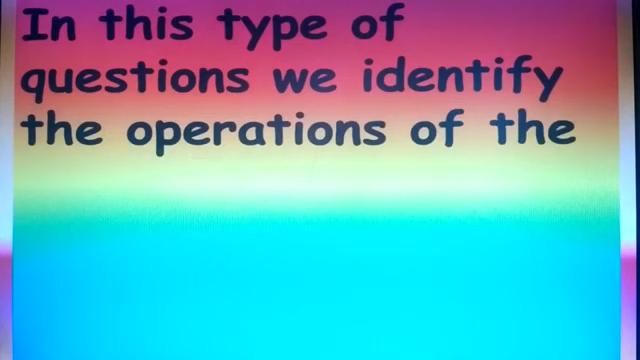 In this type of
questions we identify
the operations of the